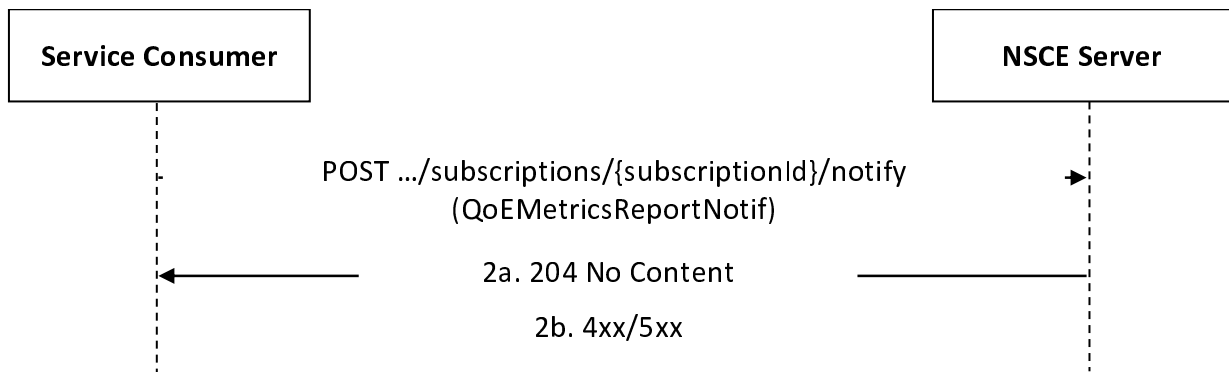 Service Consumer
NSCE Server
POST .../subscriptions/{subscriptionId}/notify
(QoEMetricsReportNotif)
2a. 204 No Content
2b. 4xx/5xx